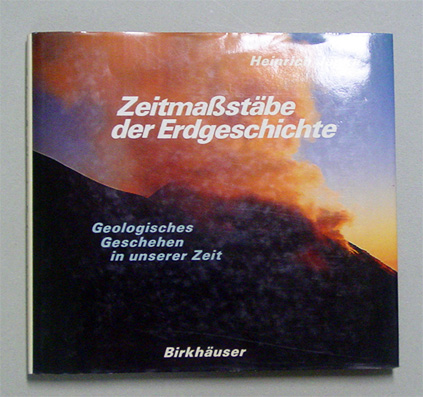 Heinrich
Zeitmaßstäbe
der Erdgeschichte
Geologisches
Geschehen
in unserer Zeit
Birkhäuser